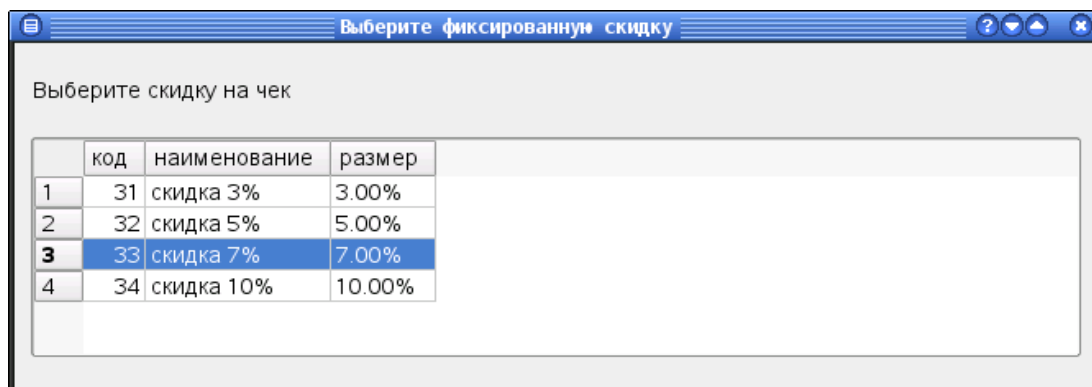 Выберите фиксированную скидку
Выберите скидку на чек
код наименование размер
1 31 скидка 3% 3.00%
2 32 скидка 5% 5.00%
3 33 скидка 7% 7.00%
4 34 скидка 10% 10.00%